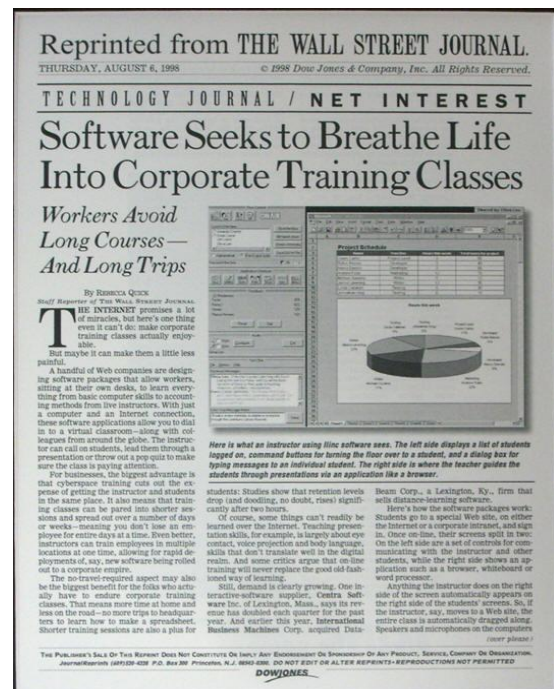 Reprinted from THE WALL STREET JOURNAL.
THURSDAY, AUGUST 6, 1998
© 1998 Dow Jones & Company, Inc. All Rights Reserved.
TECHNOLOGY JOURNAL / NET INTEREST
Software Seeks to Breathe Life
Into Corporate Training Classes
Workers Avoid
Long Courses—
And Long Trips
By REBECCA QUICK
Staff Reporter of THE WALL STREET JOURNAL
THE INTERNET promises a lot
of miracles, but here's one thing
even it can't do: make corporate
training classes actually enjoy-
able.
But maybe it can make them a little less
painful.
A handful of Web companies are design-
ing software packages that allow workers,
sitting at their own desks, to learn every-
thing from basic computer skills to account-
ing methods from live instructors. With just
a computer and an Internet connection,
these software applications allow you to dial
in to a virtual classroom—along with col-
leagues from around the globe. The instruc-
tor can call on students, lead them through a
presentation or throw out a pop quiz to make
sure the class is paying attention.
For businesses, the biggest advantage is
that cyberspace training cuts out the ex-
pense of getting the instructor and students
in the same place. It also means that train-
ing classes can be pared into shorter ses-
sions and spread out over a number of days
or weeks—meaning you don't lose an em-
ployee for entire days at a time. Even better,
instructors can train employees in multiple
locations at one time, allowing for rapid de-
ployments of, say, new software being rolled
out to a corporate empire.
The no-travel-required aspect may also
be the biggest benefit for the folks who actu-
ally have to endure corporate training
classes. That means more time at home and
less on the road—no more trips to headquar-
ters to learn how to make a spreadsheet.
Shorter training sessions are also a plus for
Project Schedule
Here is what an instructor using Ilinc software sees. The left side displays a list of students
logged on, command buttons for turning the floor over to a student, and a dialog box for
typing messages to an individual student. The right side is where the teacher guides the
students through presentations via an application like a browser.
students: Studies show that retention levels
drop (and doodling, no doubt, rises) signifi-
cantly after two hours.
Of course, some things can't readily be
learned over the Internet. Teaching presen-
tation skills, for example, is largely about eye
contact, voice projection and body language,
skills that don't translate well in the digital
realm. And some critics argue that on-line
training will never replace the good old-fash-
ioned way of learning.
Still, demand is clearly growing. One in-
teractive-software supplier, Centra Soft-
ware Inc. of Lexington, Mass., says its rev-
enue has doubled each quarter for the past
year. And earlier this year, International
Business Machines Corp. acquired Data-
Beam Corp., a Lexington, Ky., firm that
sells distance-learning software.
Here's how the software packages work:
Students go to a special Web site, on either
the Internet or a corporate intranet, and sign
in. Once on-line, their screens split in two:
On the left side are a set of controls for com-
municating with the instructor and other
students, while the right side shows an ap-
plication such as a browser, whiteboard or
word processor.
Anything the instructor does on the right
side of the screen automatically appears on
the right side of the students' screens. So, if
the instructor, say, moves to a Web site, the
entire class is automatically dragged along.
Speakers and microphones on the computers
(more please)
THE PUBLISHER'S SALE OF THIS REPRINT DOES NOT CONSTITUTE OR IMPLY ANY ENDORSEMENT OR SPONSORSHIP OF ANY PRODUCT, SERVICE, COMPANY OR ORGANIZATION.
JournalReprints (609)520-4328 P.O. Box 300 Princeton, N.J. 08543-0300. DO NOT EDIT OR ALTER REPRINTS • REPRODUCTIONS NOT PERMITTED
DOWJONES